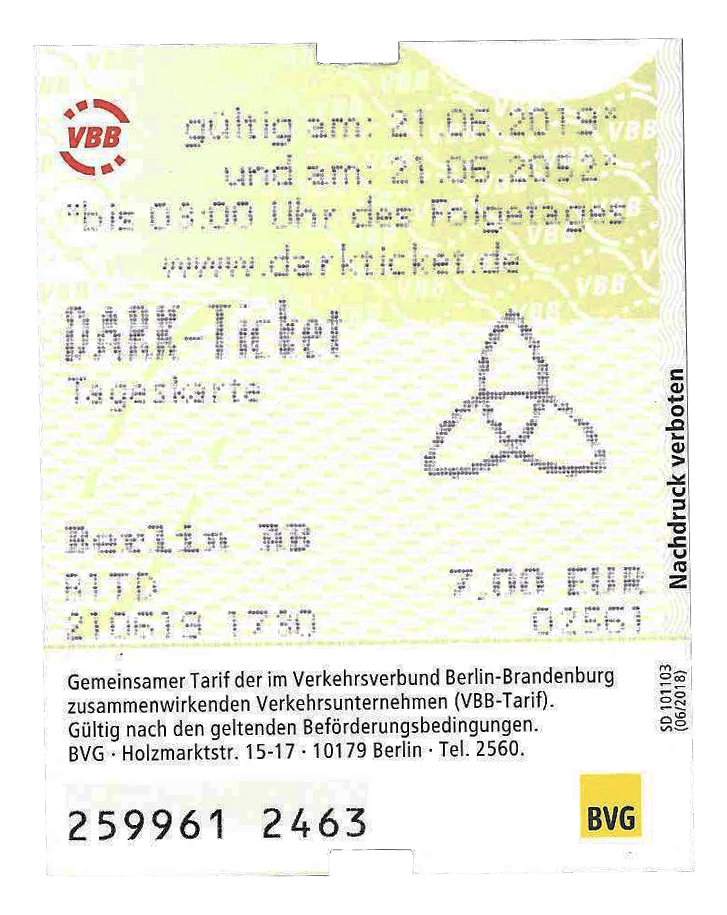 VBB
gültig am: 21.06.2019*
und am: 21.06.2052*
*bis 03:00 Uhr des Folgetages
www.darkticket.de
DARK-Ticket
Tageskarte
Berlin AB
7,00 EUR
210619 1730
02561
Nachdruck verboten
Gemeinsamer Tarif der im Verkehrsverbund Berlin-Brandenburg
zusammenwirkenden Verkehrsunternehmen (VBB-Tarif).
Gültig nach den geltenden Beförderungsbedingungen.
BVG · Holzmarktstr. 15-17 · 10179 Berlin · Tel. 2560.
SD 101103
(06/2018)
259961 2463
BVG